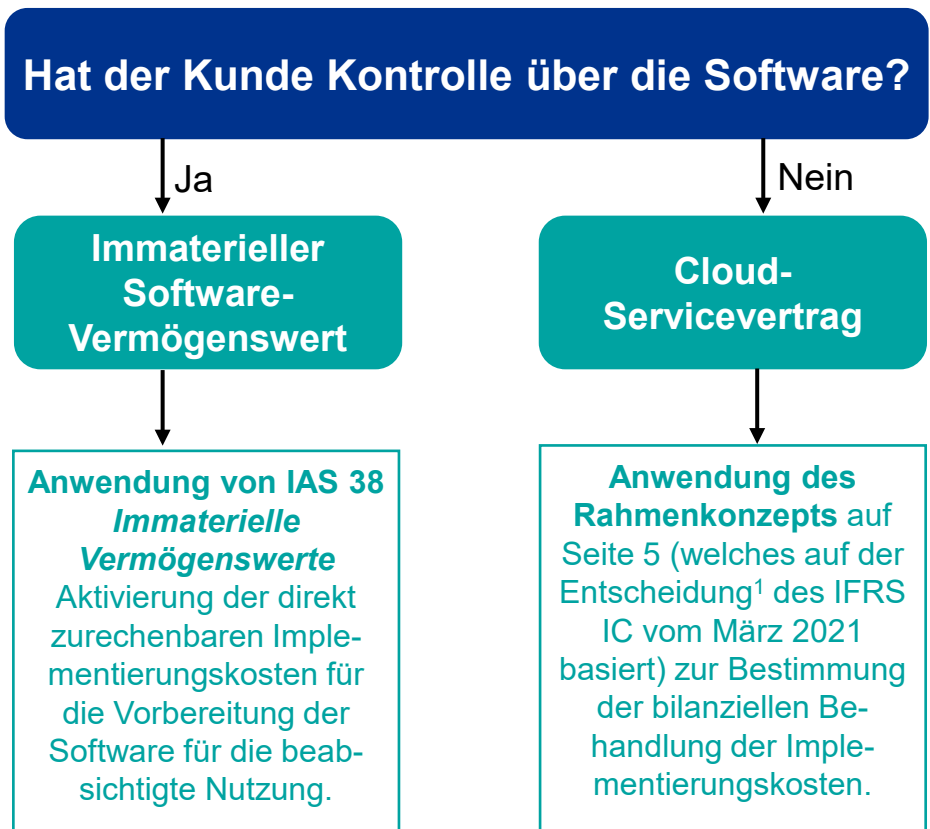 Hat der Kunde Kontrolle über die Software?
Ja
Nein
Immaterieller
Software-
Vermögenswert
Cloud-
Servicevertrag
Anwendung von IAS 38
Immaterielle
Vermögenswerte
Aktivierung der direkt
zurechenbaren Imple-
mentierungskosten für
die Vorbereitung der
Software für die beab-
sichtigte Nutzung.
Anwendung des
Rahmenkonzepts auf
Seite 5 (welches auf der
Entscheidung¹ des IFRS
IC vom März 2021
basiert) zur Bestimmung
der bilanziellen Be-
handlung der Imple-
mentierungskosten.